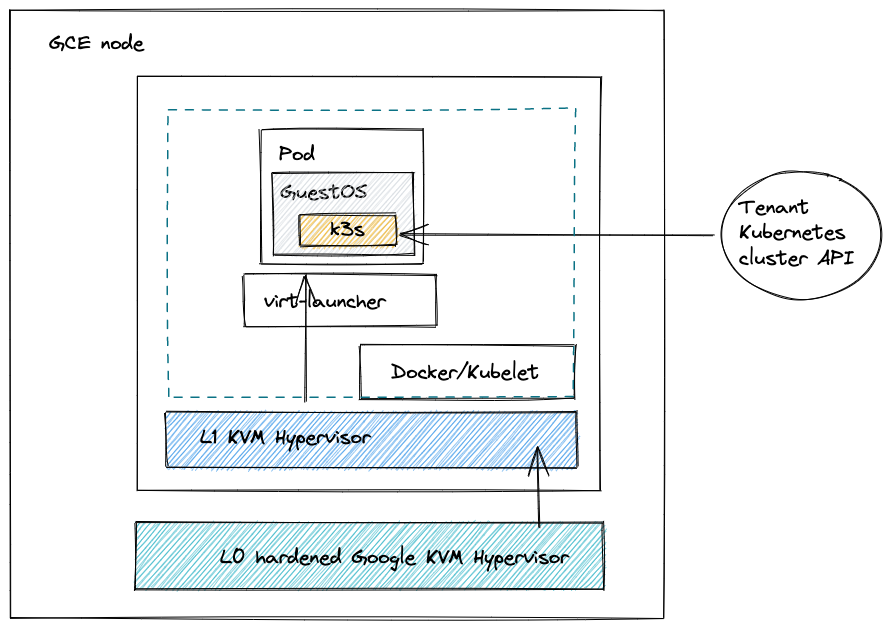 GCE node
Pod
GuestOS
k3s
Tenant
Kubernetes
cluster API
virt-launcher
Docker/Kubelet
L1 KVM Hypervisor
L0 hardened Google KVM Hypervisor